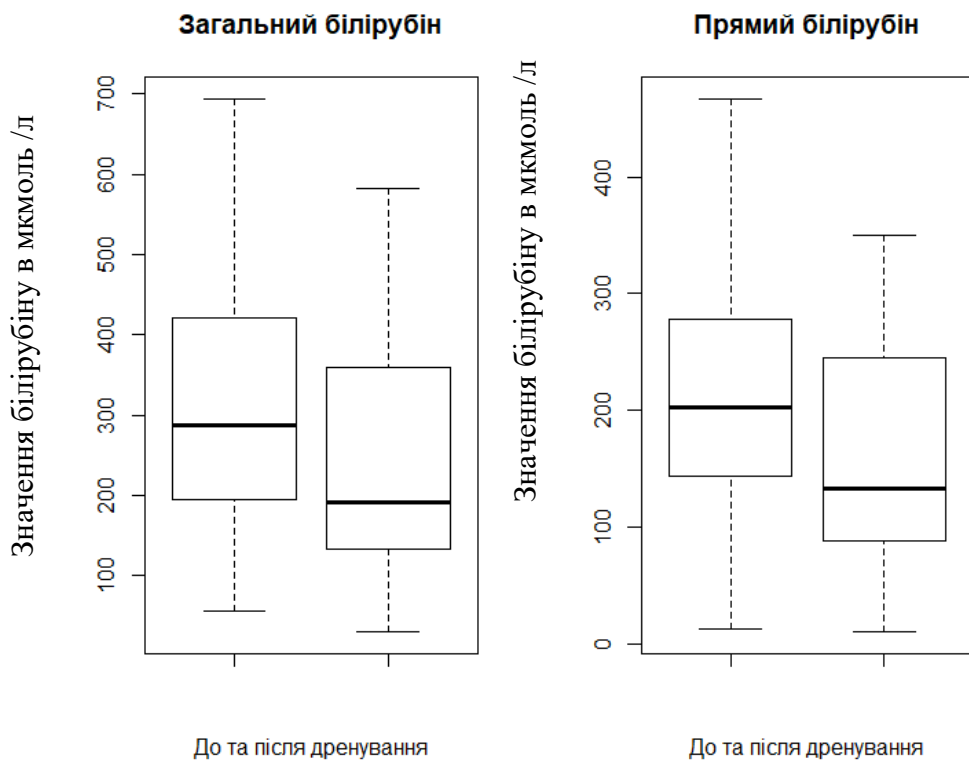 Загальний білірубін
Значення білірубіну в мкмоль /л
700
600
500
400
300
200
100
До та після дренування
Прямий білірубін
Значення білірубіну в мкмоль /л
400
300
200
100
0
До та після дренування